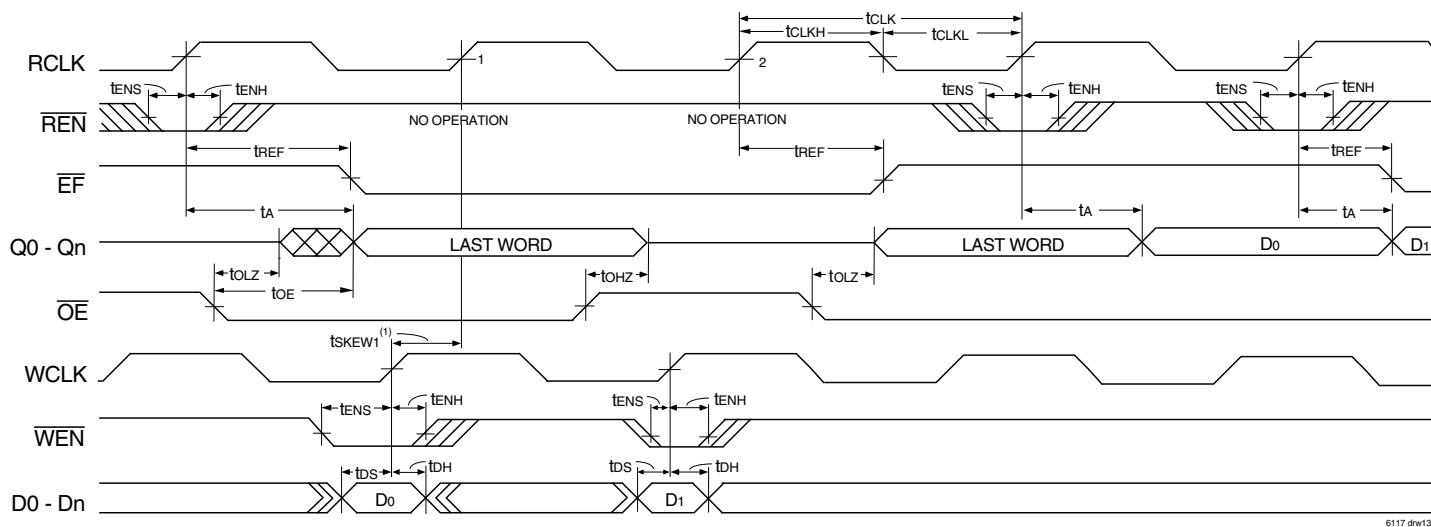 tCLK
tCLKH
tCLKL
RCLK
1
2
tENS
tENH
tENS
tENH
tENS
tENH
REN
NO OPERATION
NO OPERATION
tREF
tREF
tREF
EF
tA
tA
tA
Q0 - Qn
LAST WORD
LAST WORD
D0
D1
tOLZ
tOHZ
tOLZ
tOE
OE
tSKEW1(1)
WCLK
tENS
tENH
tENS
tENH
WEN
tDS
tDH
tDS
tDH
D0 - Dn
D0
D1
6117 drw13